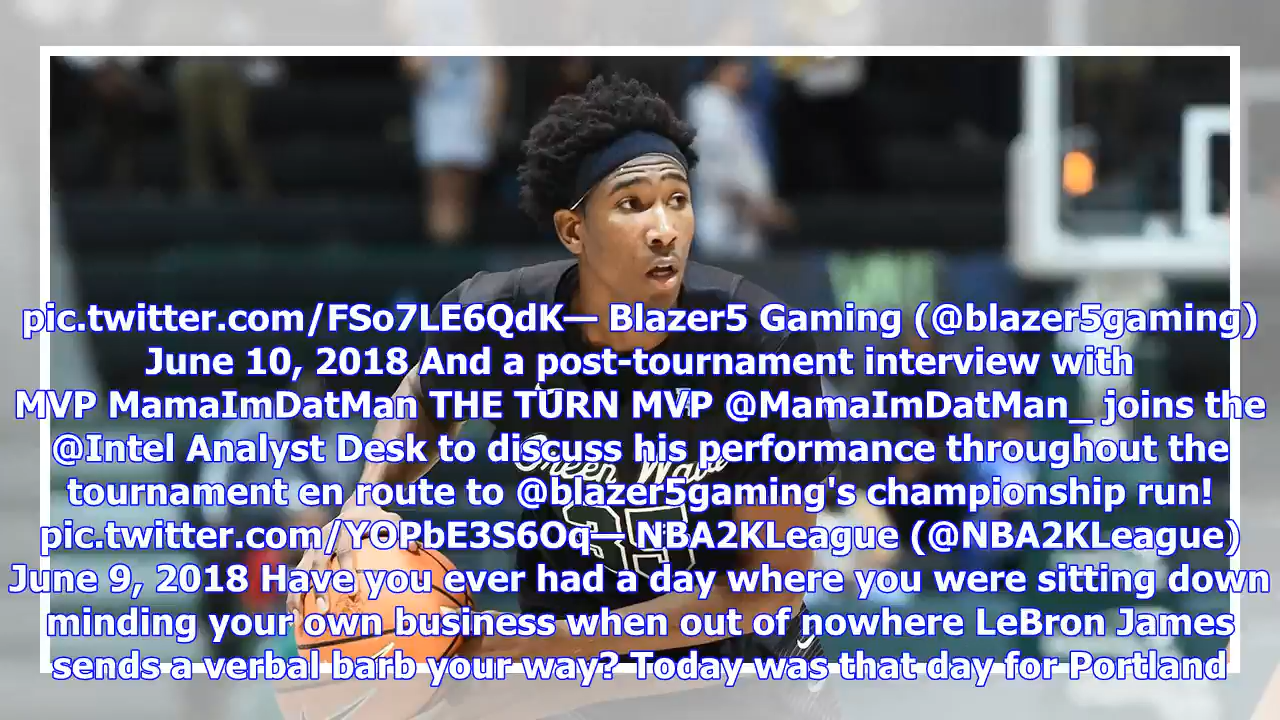 pic.twitter.com/FSo7LE6QdK— Blazer5 Gaming (@blazer5gaming)
June 10, 2018 And a post-tournament interview with
MVP MamaImDatMan THE TURN MVP @MamaImDatMan_ joins the
@Intel Analyst Desk to discuss his performance throughout the
tournament en route to @blazer5gaming's championship run!
pic.twitter.com/YOPbE3S6Oq— NBA2KLeague (@NBA2KLeague)
June 9, 2018 Have you ever had a day where you were sitting down
minding your own business when out of nowhere LeBron James
sends a verbal barb your way? Today was that day for Portland
Green Wave
35